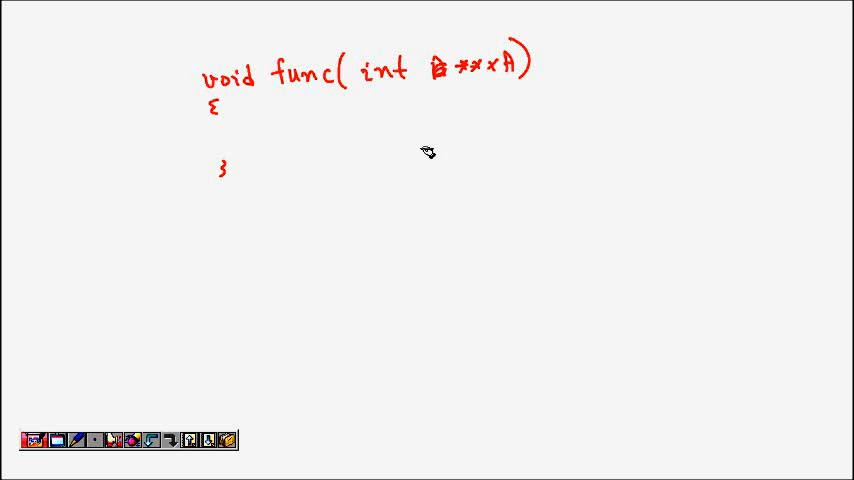 void func( int ***A)
{
}